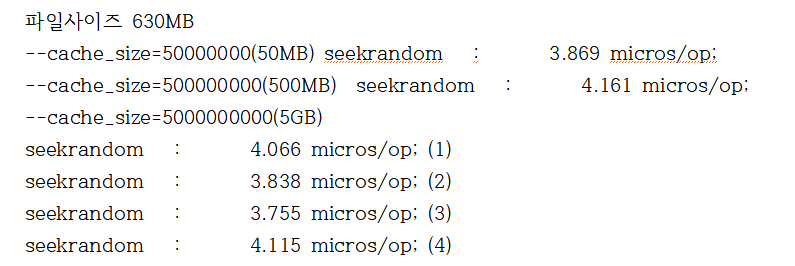 파일사이즈 630MB
--cache_size=50000000(50MB) seekrandom : 3.869 micros/op;
--cache_size=500000000(500MB) seekrandom : 4.161 micros/op;
--cache_size=5000000000(5GB)
seekrandom : 4.066 micros/op; (1)
seekrandom : 3.838 micros/op; (2)
seekrandom : 3.755 micros/op; (3)
seekrandom : 4.115 micros/op; (4)